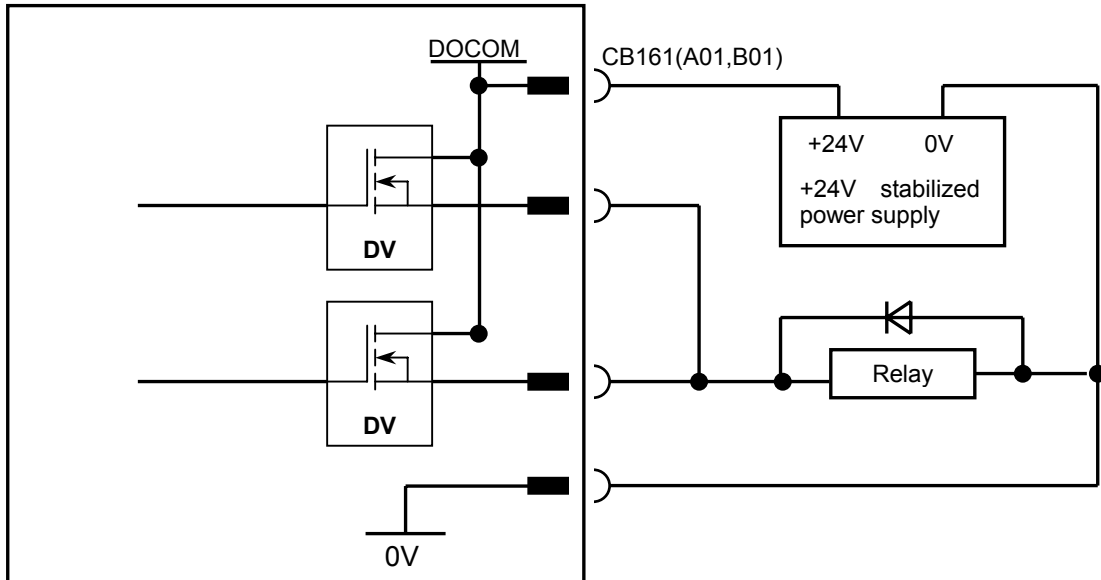 DOCOM
CB161(A01,B01)
+24V 0V
+24V stabilized
power supply
DV
Relay
DV
0V